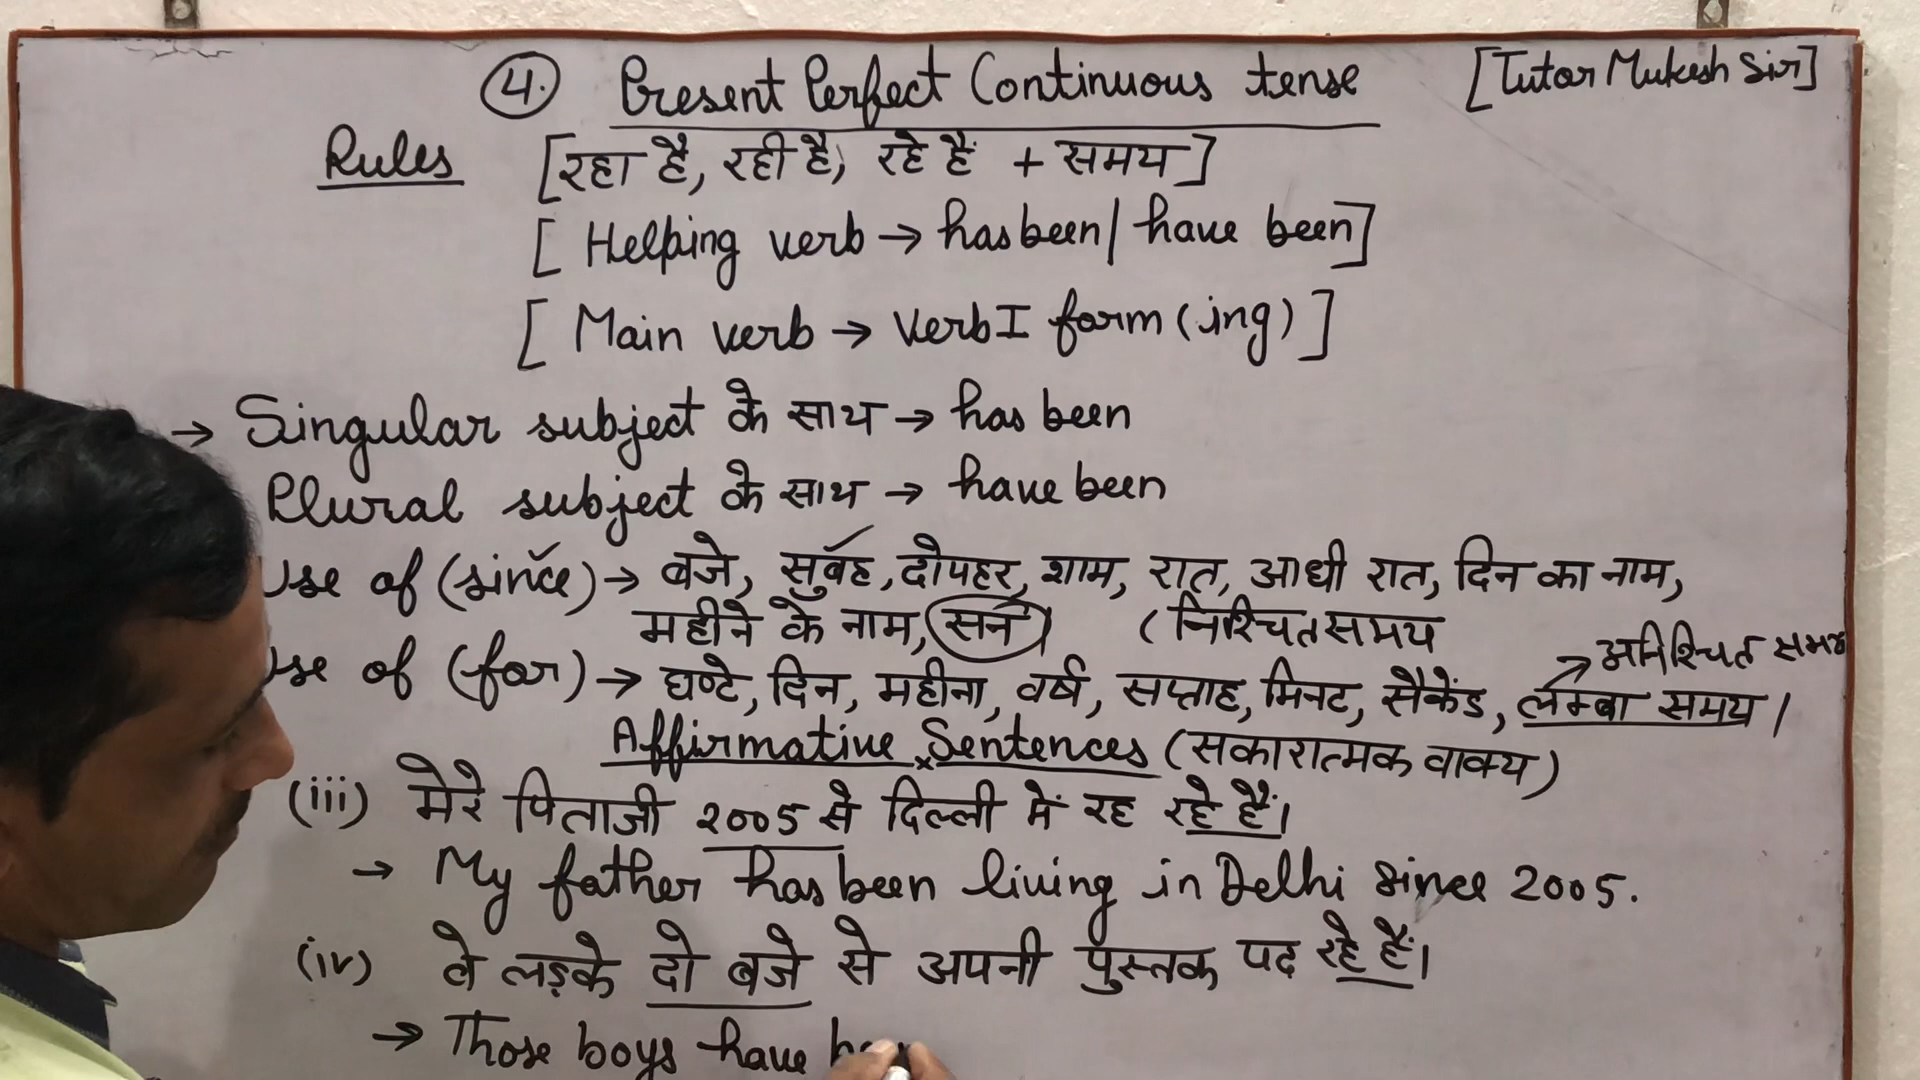 4. Present Perfect Continuous tense [Tutor Mukesh Sir]
Rules [रहा है, रही है, रहे हैं + समय]
[Helping verb → has been / have been]
[Main verb → Verb I form (ing)]
→ Singular subject के साथ → has been
Plural subject के साथ → have been
Use of (since) → बजे, सुबह, दोपहर, शाम, रात, आधी रात, दिन का नाम,
महीने के नाम, सन) (निश्चित समय
→ अनिश्चित समय
Use of (for) → घण्टे, दिन, महीना, वर्ष, सप्ताह, मिनट, सैकेंड, लम्बा समय।
Affirmative Sentences (सकारात्मक वाक्य)
(iii) मेरे पिताजी 2005 से दिल्ली में रह रहे हैं।
→ My father has been living in Delhi since 2005.
(iv) वे लड़के दो बजे से अपनी पुस्तक पढ रहे हैं।
→ Those boys have